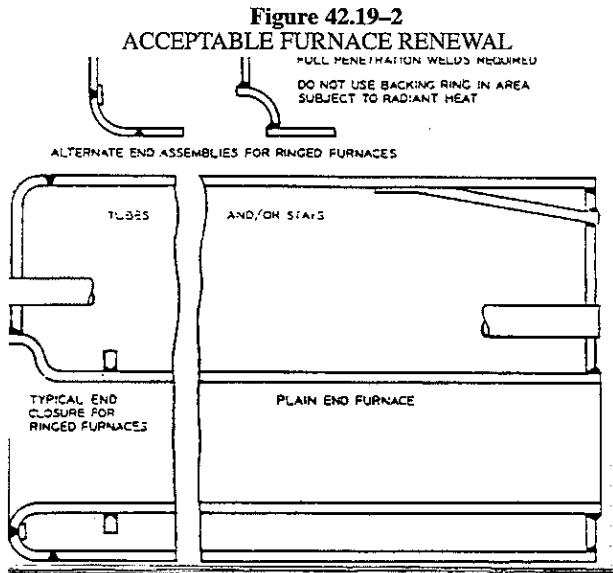 Figure 42.19–2
ACCEPTABLE FURNACE RENEWAL
FULL PENETRATION WELDS REQUIRED
DO NOT USE BACKING RING IN AREA
SUBJECT TO RADIANT HEAT
ALTERNATE END ASSEMBLIES FOR RINGED FURNACES
TUBES AND/OR STAYS
TYPICAL END
CLOSURE FOR
RINGED FURNACES
PLAIN END FURNACE